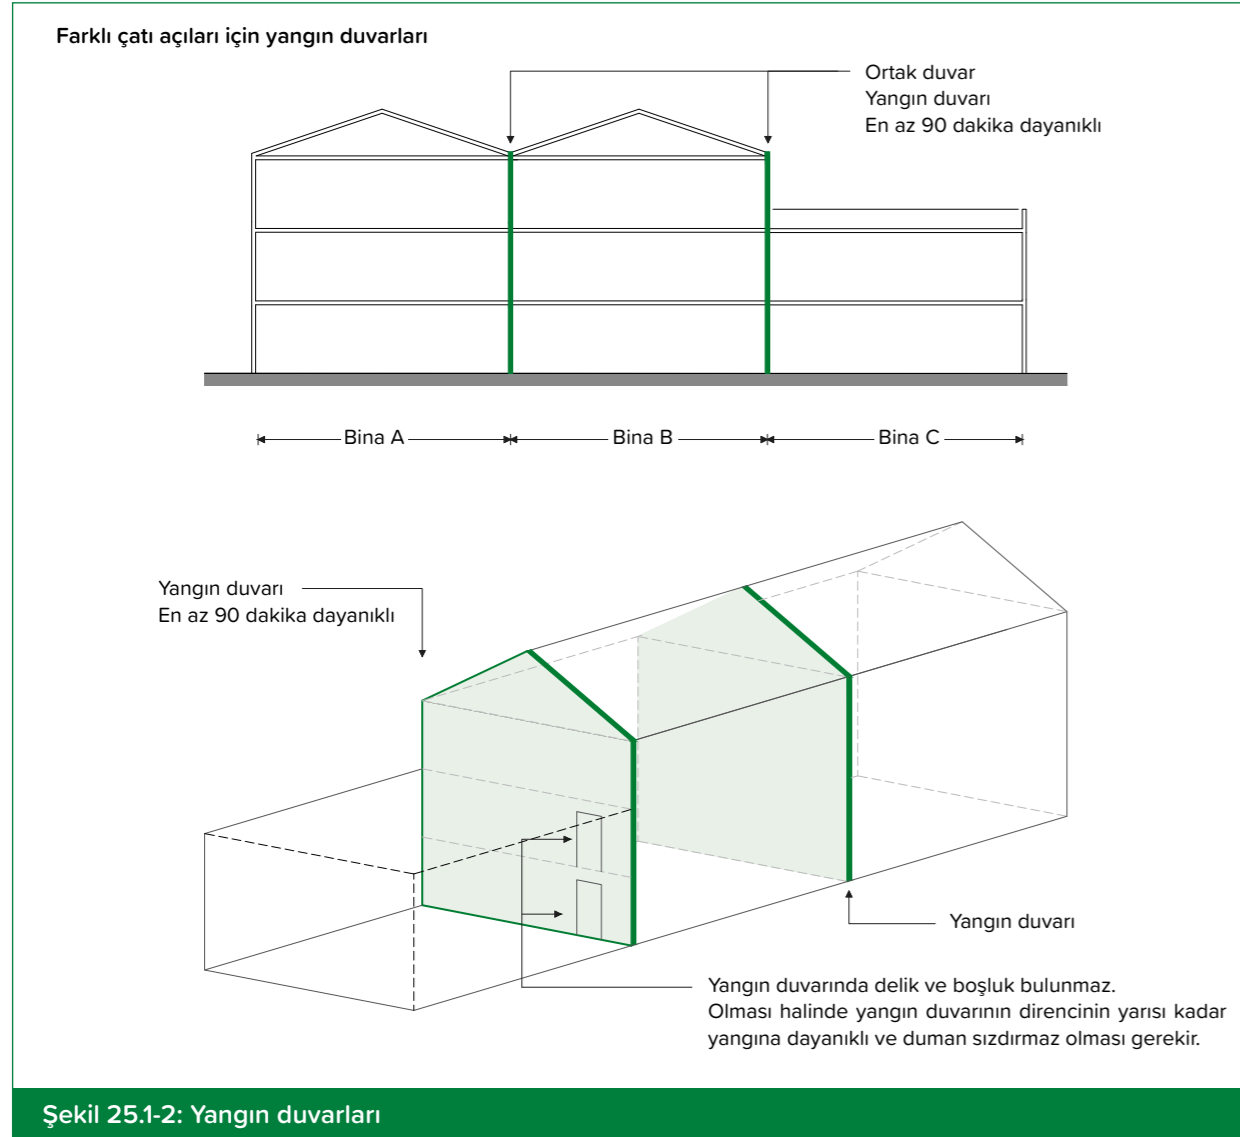 Farklı çatı açıları için yangın duvarları
Ortak duvar
Yangın duvarı
En az 90 dakika dayanıklı
Bina A
Bina B
Bina C
Yangın duvarı
En az 90 dakika dayanıklı
Yangın duvarı
Yangın duvarında delik ve boşluk bulunmaz.
Olması halinde yangın duvarının direncinin yarısı kadar
yangına dayanıklı ve duman sızdırmaz olması gerekir.
Şekil 25.1-2: Yangın duvarları